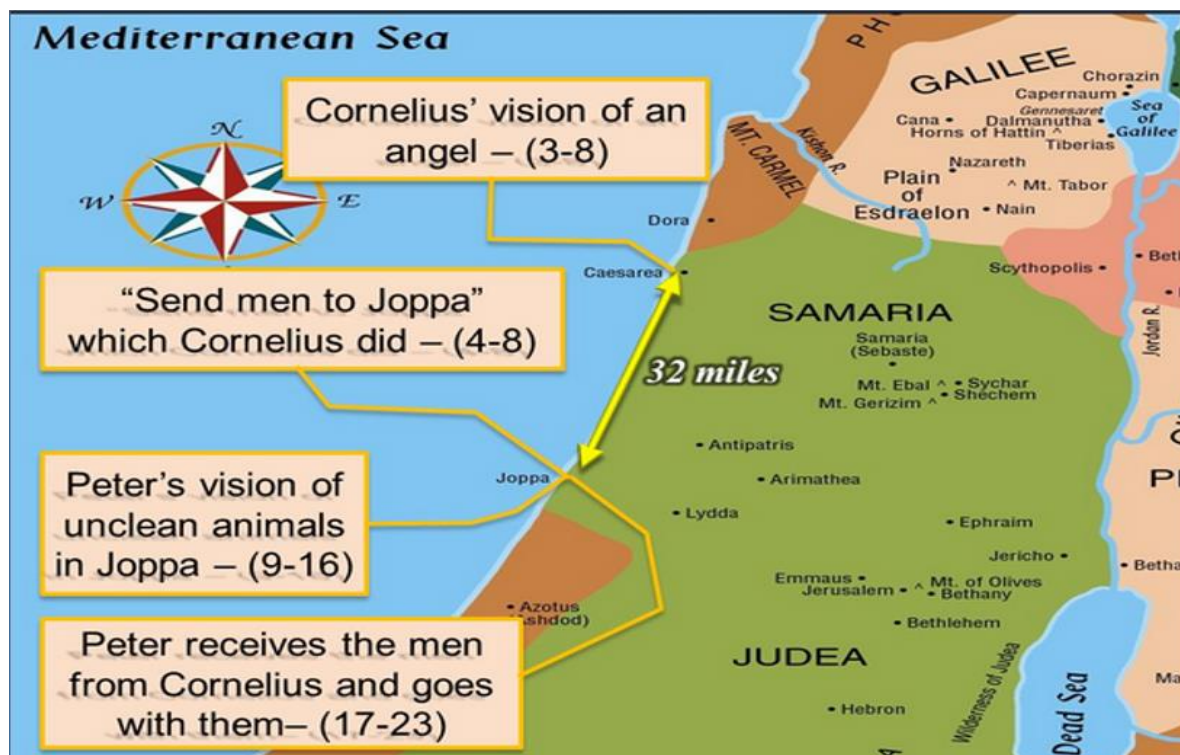 Mediterranean Sea
PH
GALILEE
Chorazin
Capernaum
Gennesaret
Sea
of
Galilee
Cana
Dalmanutha
Horns of Hattin ^
Tiberias
Cornelius’ vision of an
angel – (3-8)
MT. CARMEL
Kishon R.
Nazareth
Plain
of
Esdraelon
^ Mt. Tabor
Nain
N
W
E
Dora
Caesarea
Scythopolis
Beth
“Send men to Joppa”
which Cornelius did – (4-8)
SAMARIA
Samaria
(Sebaste)
Jordan R.
32 miles
Mt. Ebal ^
Sychar
Shechem
Mt. Gerizim ^
Antipatris
Joppa
Arimathea
Peter’s vision of
unclean animals
in Joppa – (9-16)
Lydda
Ephraim
Jericho
Betha
Emmaus
Jerusalem
^ Mt. of Olives
Bethany
Azotus
Bethlehem
Peter receives the men
from Cornelius and goes
with them– (17-23)
JUDEA
Wilderness of Judea
Dead Sea
Ma
Hebron